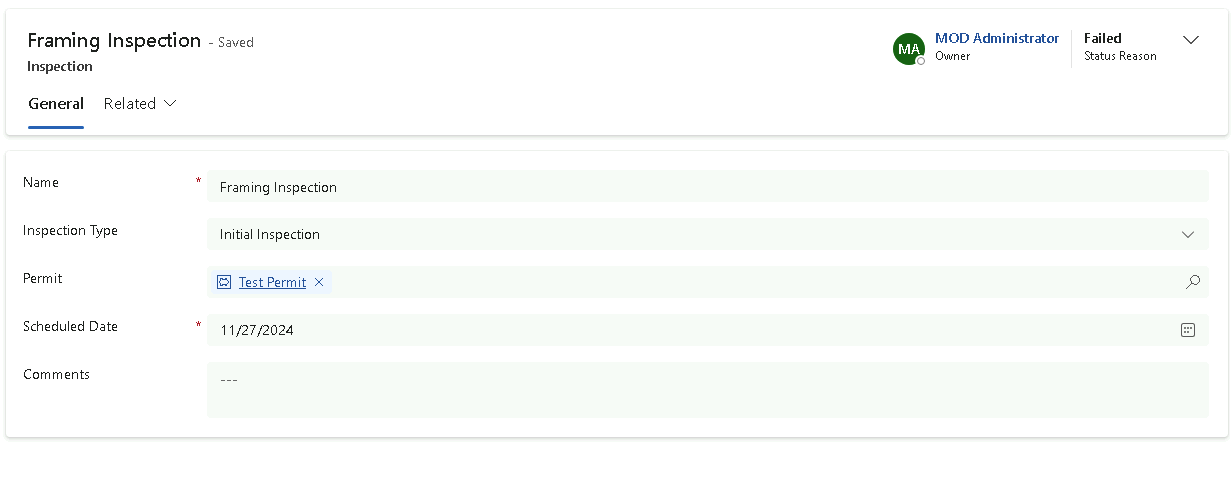 Framing Inspection - Saved
Inspection
MA
MOD Administrator
Owner
Failed
Status Reason
General Related
Name * Framing Inspection
Inspection Type Initial Inspection
Permit Test Permit
Scheduled Date * 11/27/2024
Comments ---